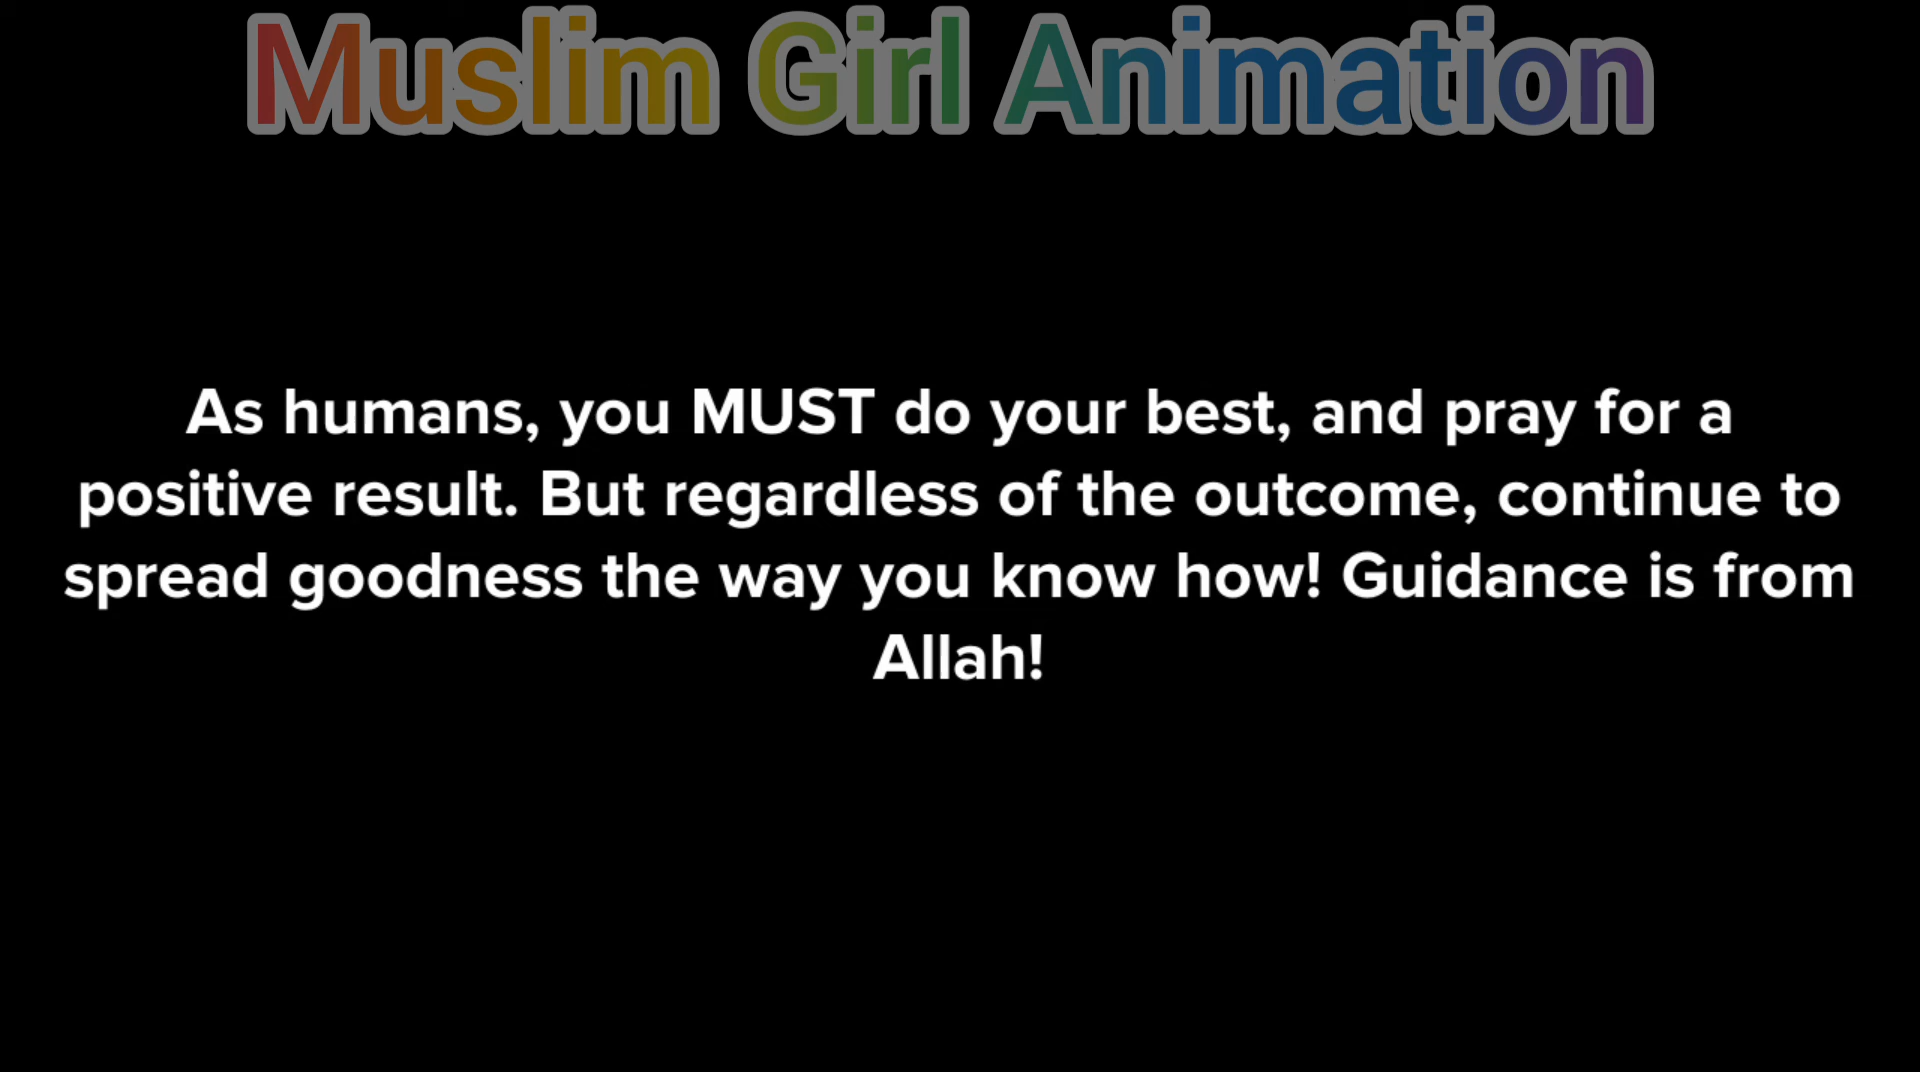 Muslim Girl Animation
As humans, you MUST do your best, and pray for a
positive result. But regardless of the outcome, continue to
spread goodness the way you know how! Guidance is from
Allah!